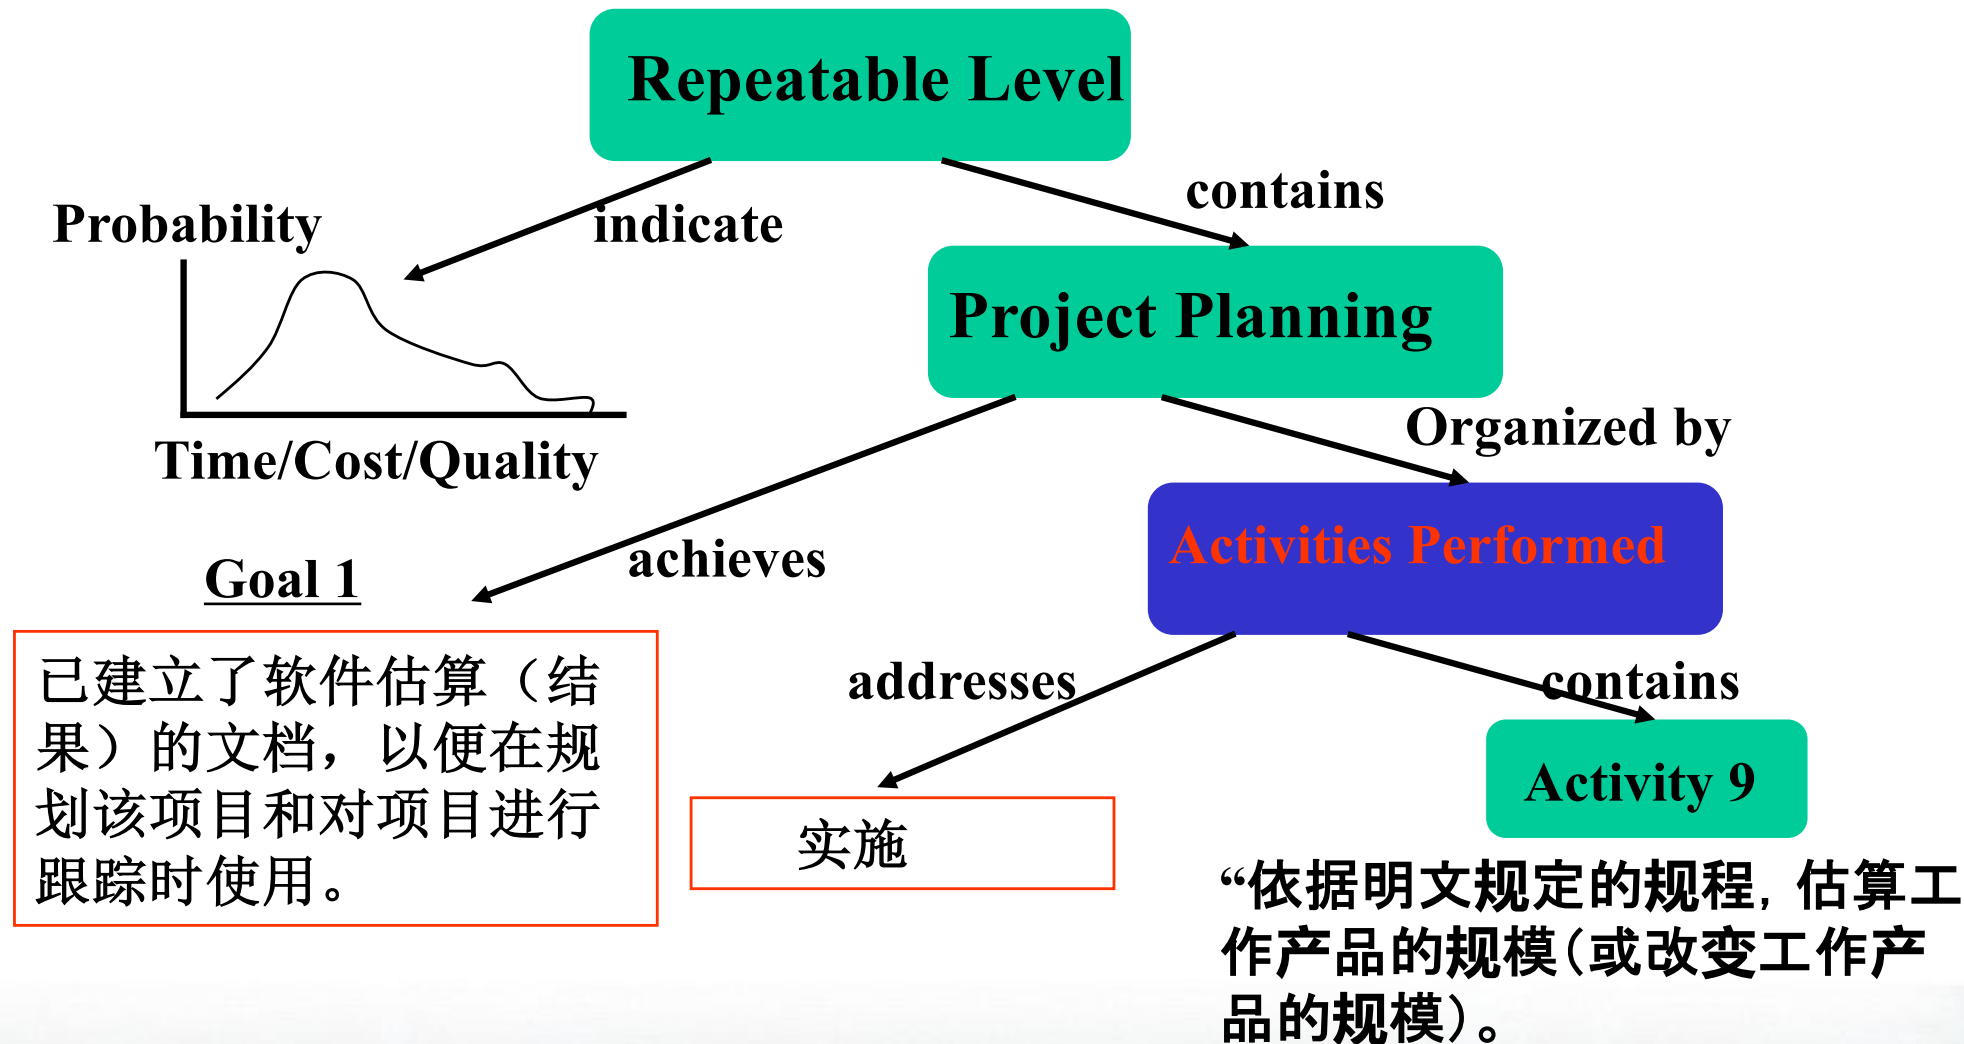 Repeatable Level
contains
Probability
indicate
Project Planning
Organized by
Time/Cost/Quality
Activities Performed
achieves
Goal 1
已建立了软件估算（结
果）的文档，以便在规
划该项目和对项目进行
跟踪时使用。
addresses
contains
Activity 9
实施
“依据明文规定的规程，估算工
作产品的规模（或改变工作产
品的规模）。